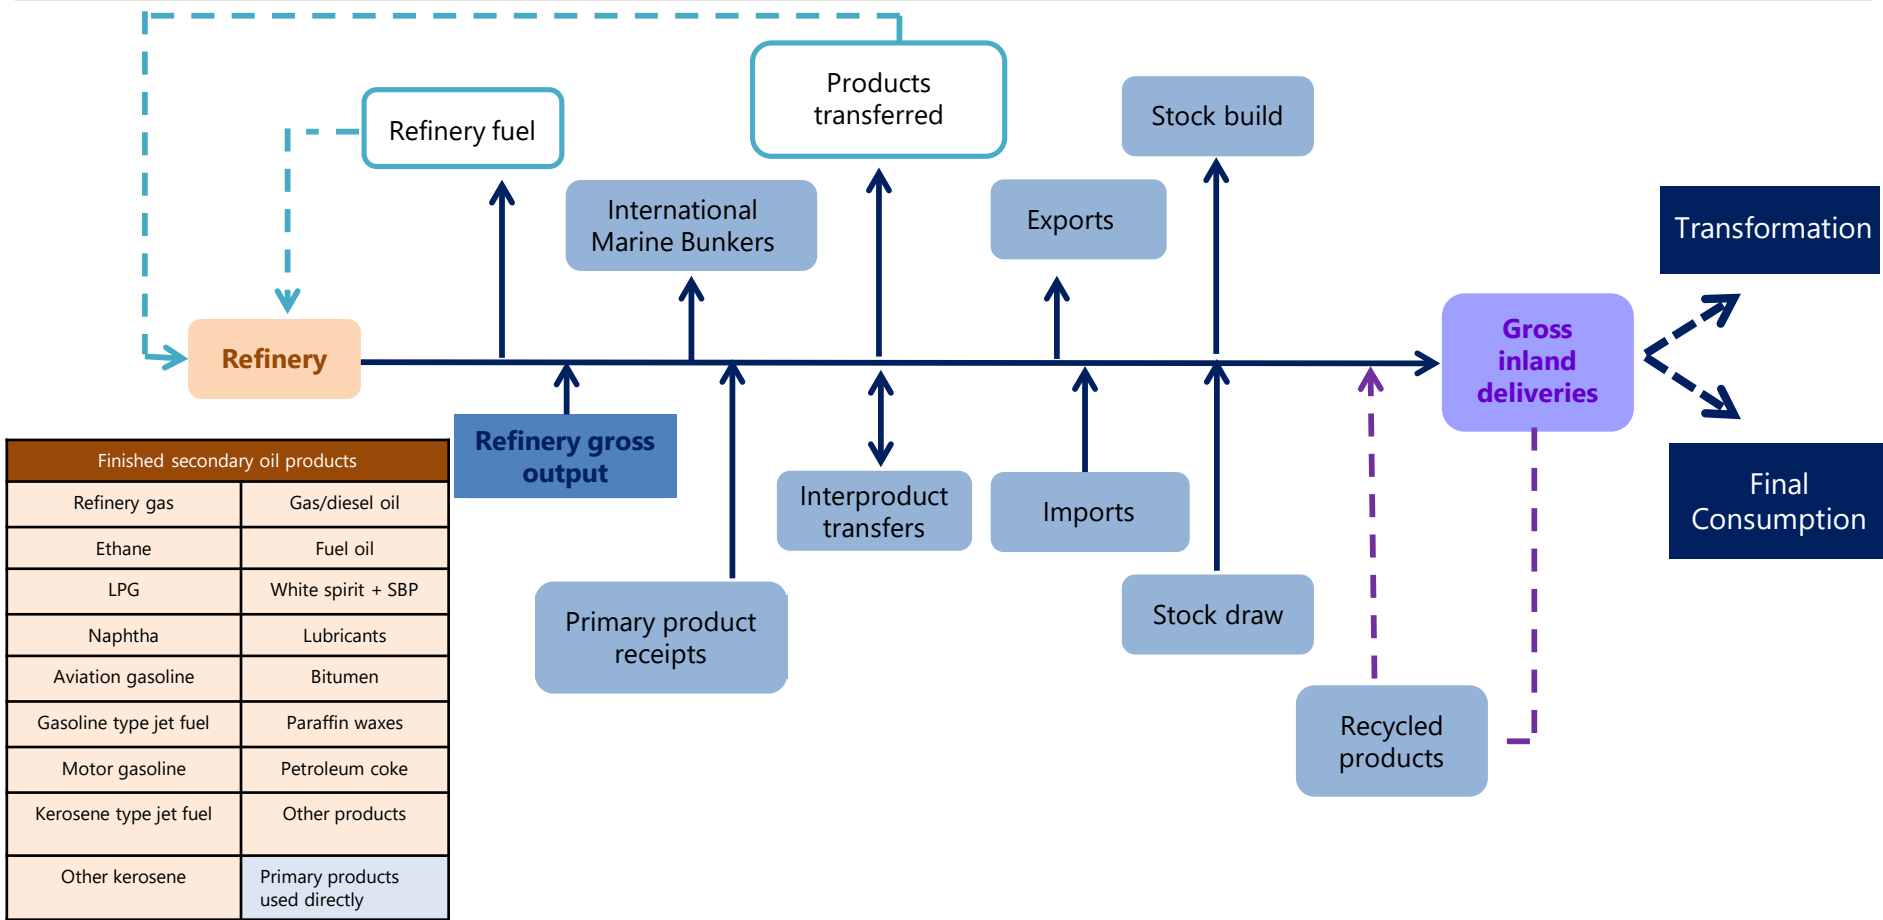 Products
transferred
Refinery fuel
Stock build
International
Marine Bunkers
Exports
Transformation
Refinery
Gross
inland
deliveries
Refinery gross
output
Interproduct
transfers
Imports
Final
Consumption
Primary product
receipts
Stock draw
Recycled
products
Finished secondary oil products
Refinery gas
Gas/diesel oil
Ethane
Fuel oil
LPG
White spirit + SBP
Naphtha
Lubricants
Aviation gasoline
Bitumen
Gasoline type jet fuel
Paraffin waxes
Motor gasoline
Petroleum coke
Kerosene type jet fuel
Other products
Other kerosene
Primary products
used directly